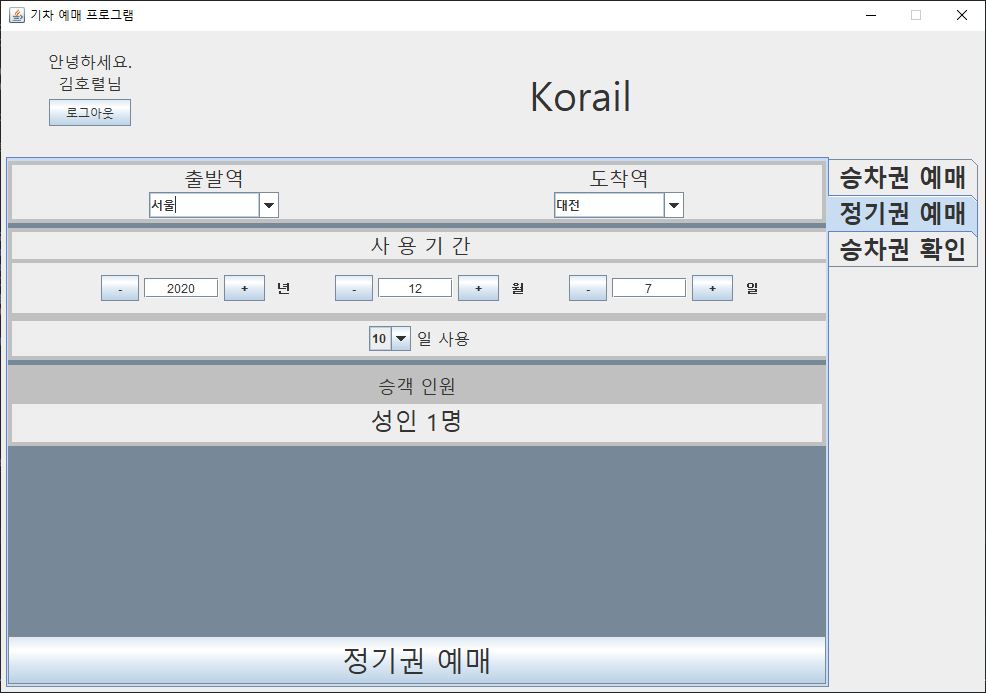 기차 예매 프로그램
안녕하세요.
김호렬님
로그아웃
Korail
출발역 도착역
서울 대전
승차권 예매
정기권 예매
승차권 확인
사 용 기 간
- 2020 + 년 - 12 + 월 - 7 + 일
10 일 사용
승객 인원
성인 1명
정기권 예매